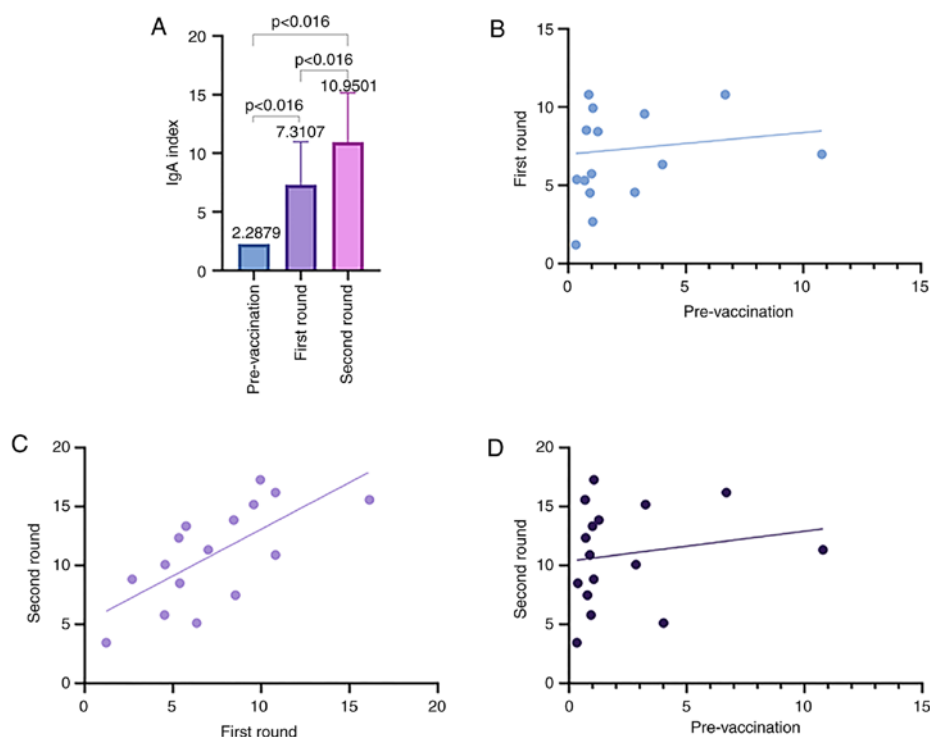 A
p<0.016
p<0.016
p<0.016
10.9501
7.3107
2.2879
20
15
10
5
0
IgA index
Pre-vaccination
First round
Second round
B
15
10
5
0
First round
0
5
10
15
Pre-vaccination
C
20
15
10
5
0
Second round
0
5
10
15
20
First round
D
20
15
10
5
0
Second round
0
5
10
15
Pre-vaccination